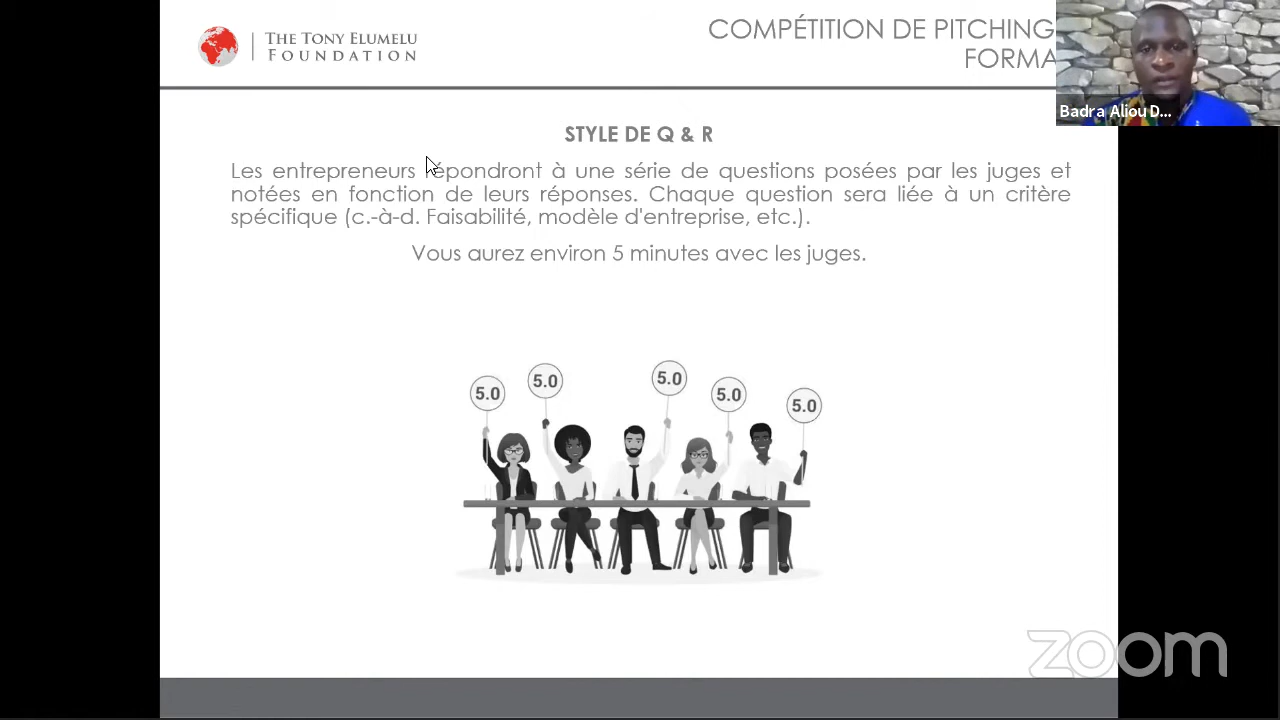 THE TONY ELUMELU
FOUNDATION
COMPÉTITION DE PITCHING
FORMA
Badra Aliou D...
STYLE DE Q & R
Les entrepreneurs répondront à une série de questions posées par les juges et
notées en fonction de leurs réponses. Chaque question sera liée à un critère
spécifique (c.-à-d. Faisabilité, modèle d'entreprise, etc.).
Vous aurez environ 5 minutes avec les juges.
5.0 5.0 5.0 5.0 5.0
zoom